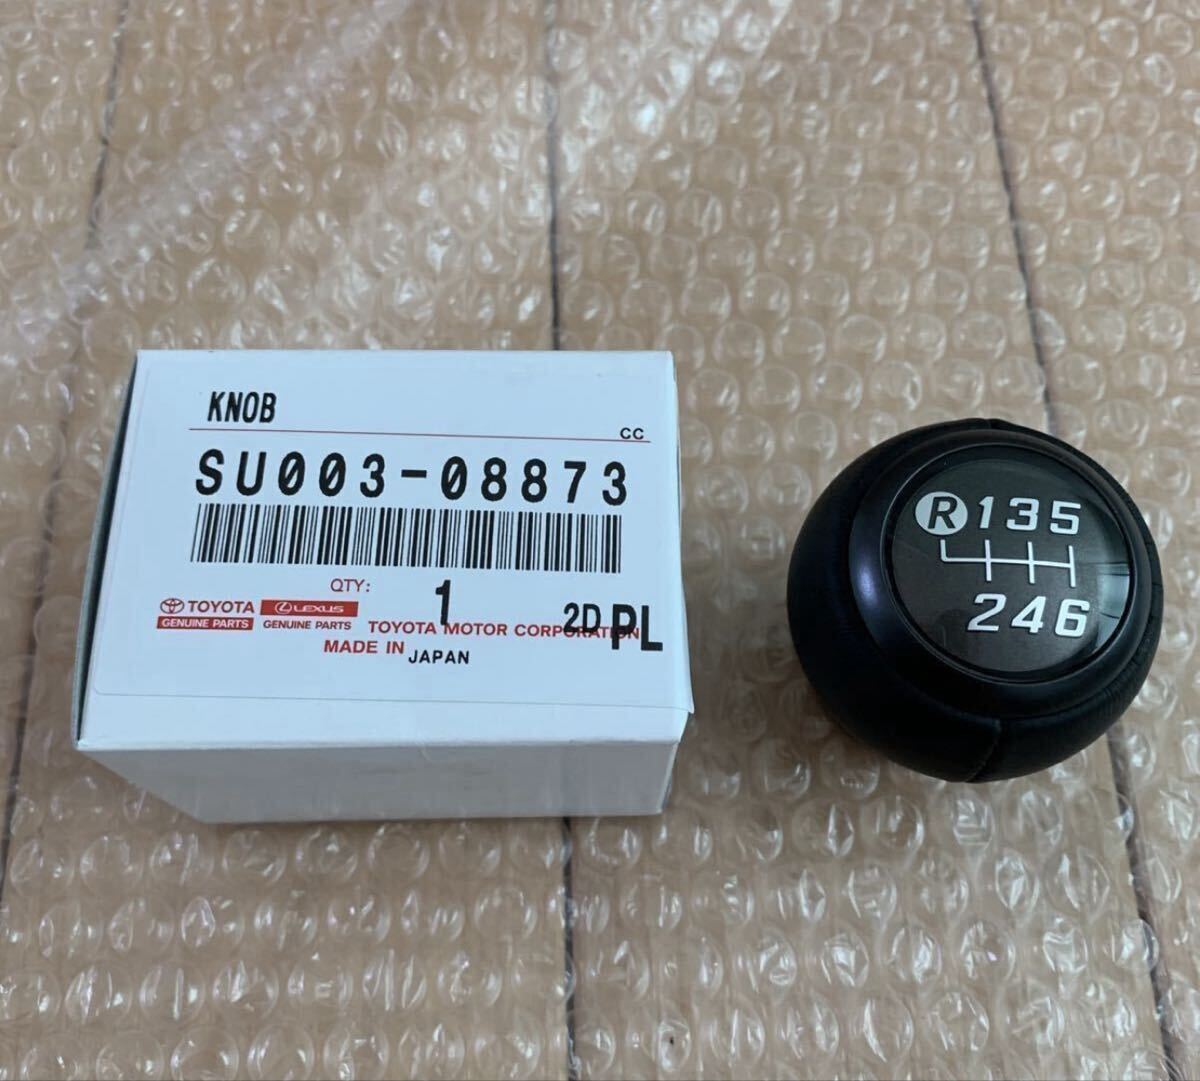 KNOB
CC
SU003-08873
QTY: 1
TOYOTA LEXUS
GENUINE PARTS GENUINE PARTS
TOYOTA MOTOR CORPORATION
2D PL
MADE IN JAPAN
R 1 3 5
2 4 6